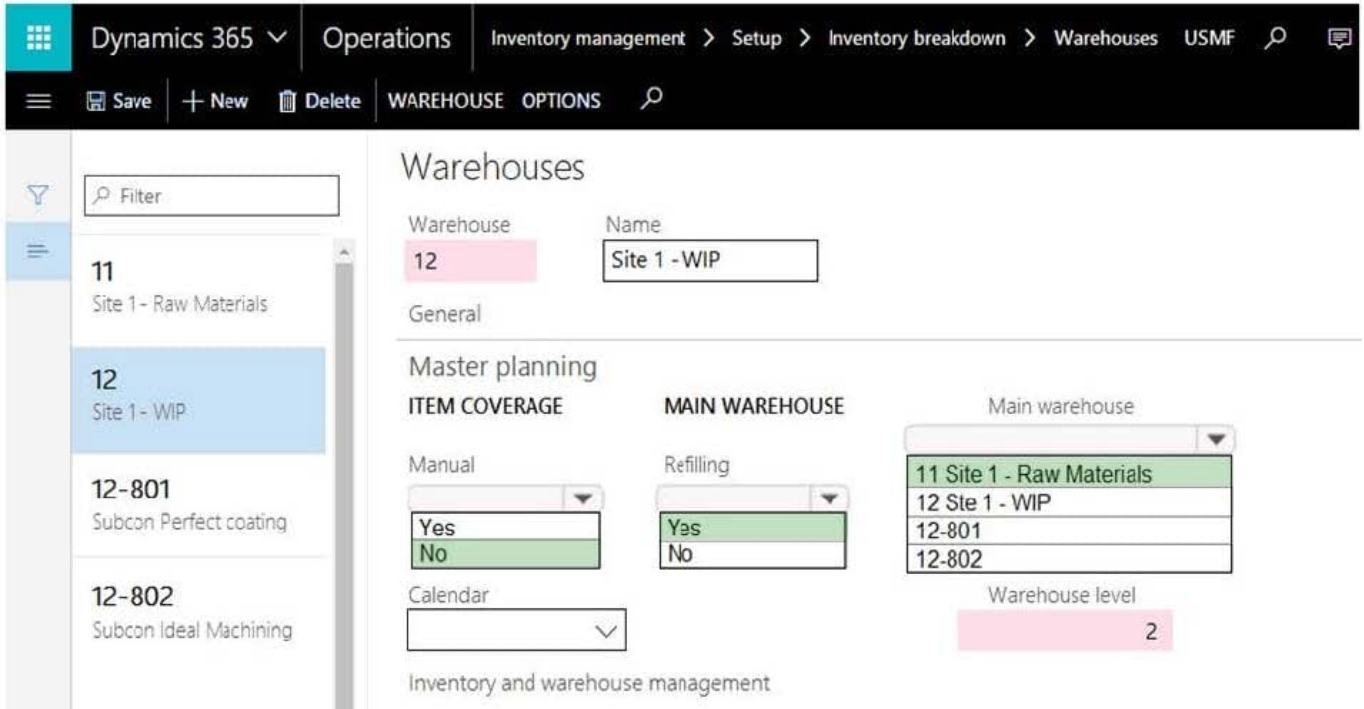 Dynamics 365 Operations Inventory management > Setup > Inventory breakdown > Warehouses USMF
Save + New Delete WAREHOUSE OPTIONS
Filter
11
Site 1 - Raw Materials
12
Site 1 - WIP
12-801
Subcon Perfect coating
12-802
Subcon Ideal Machining
Warehouses
Warehouse Name
12 Site 1 - WIP
General
Master planning
ITEM COVERAGE MAIN WAREHOUSE Main warehouse
Manual Refilling
11 Site 1 - Raw Materials
12 Ste 1 - WIP
12-801
12-802
Yes
No
Yes
No
Calendar Warehouse level
2
Inventory and warehouse management